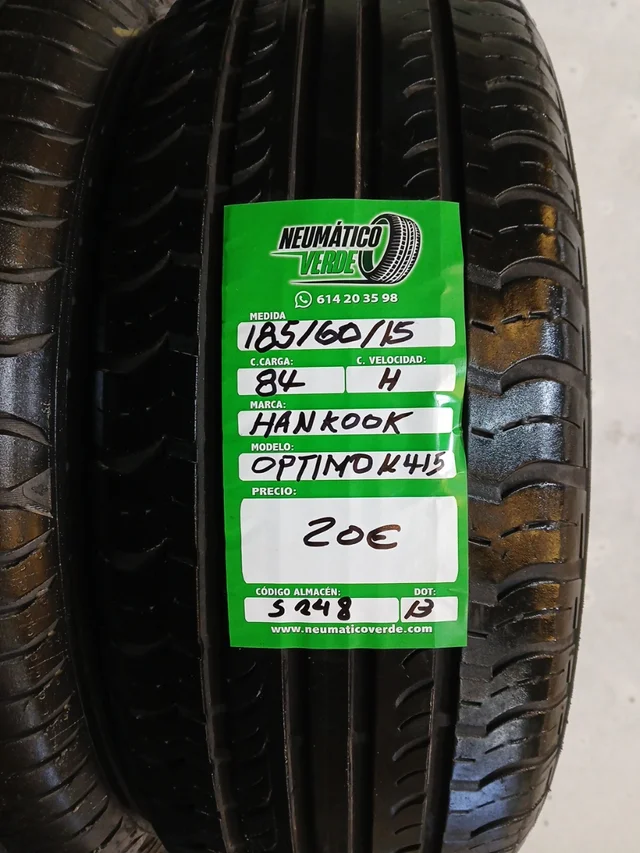 NEUMÁTICO
VERDE
614 20 35 98
MEDIDA
185/60/15
C.CARGA: C. VELOCIDAD:
84 H
MARCA:
HANKOOK
MODELO:
OPTIMO K415
PRECIO:
20€
CÓDIGO ALMACÉN: DOT:
S248 13
www.neumaticoverde.com